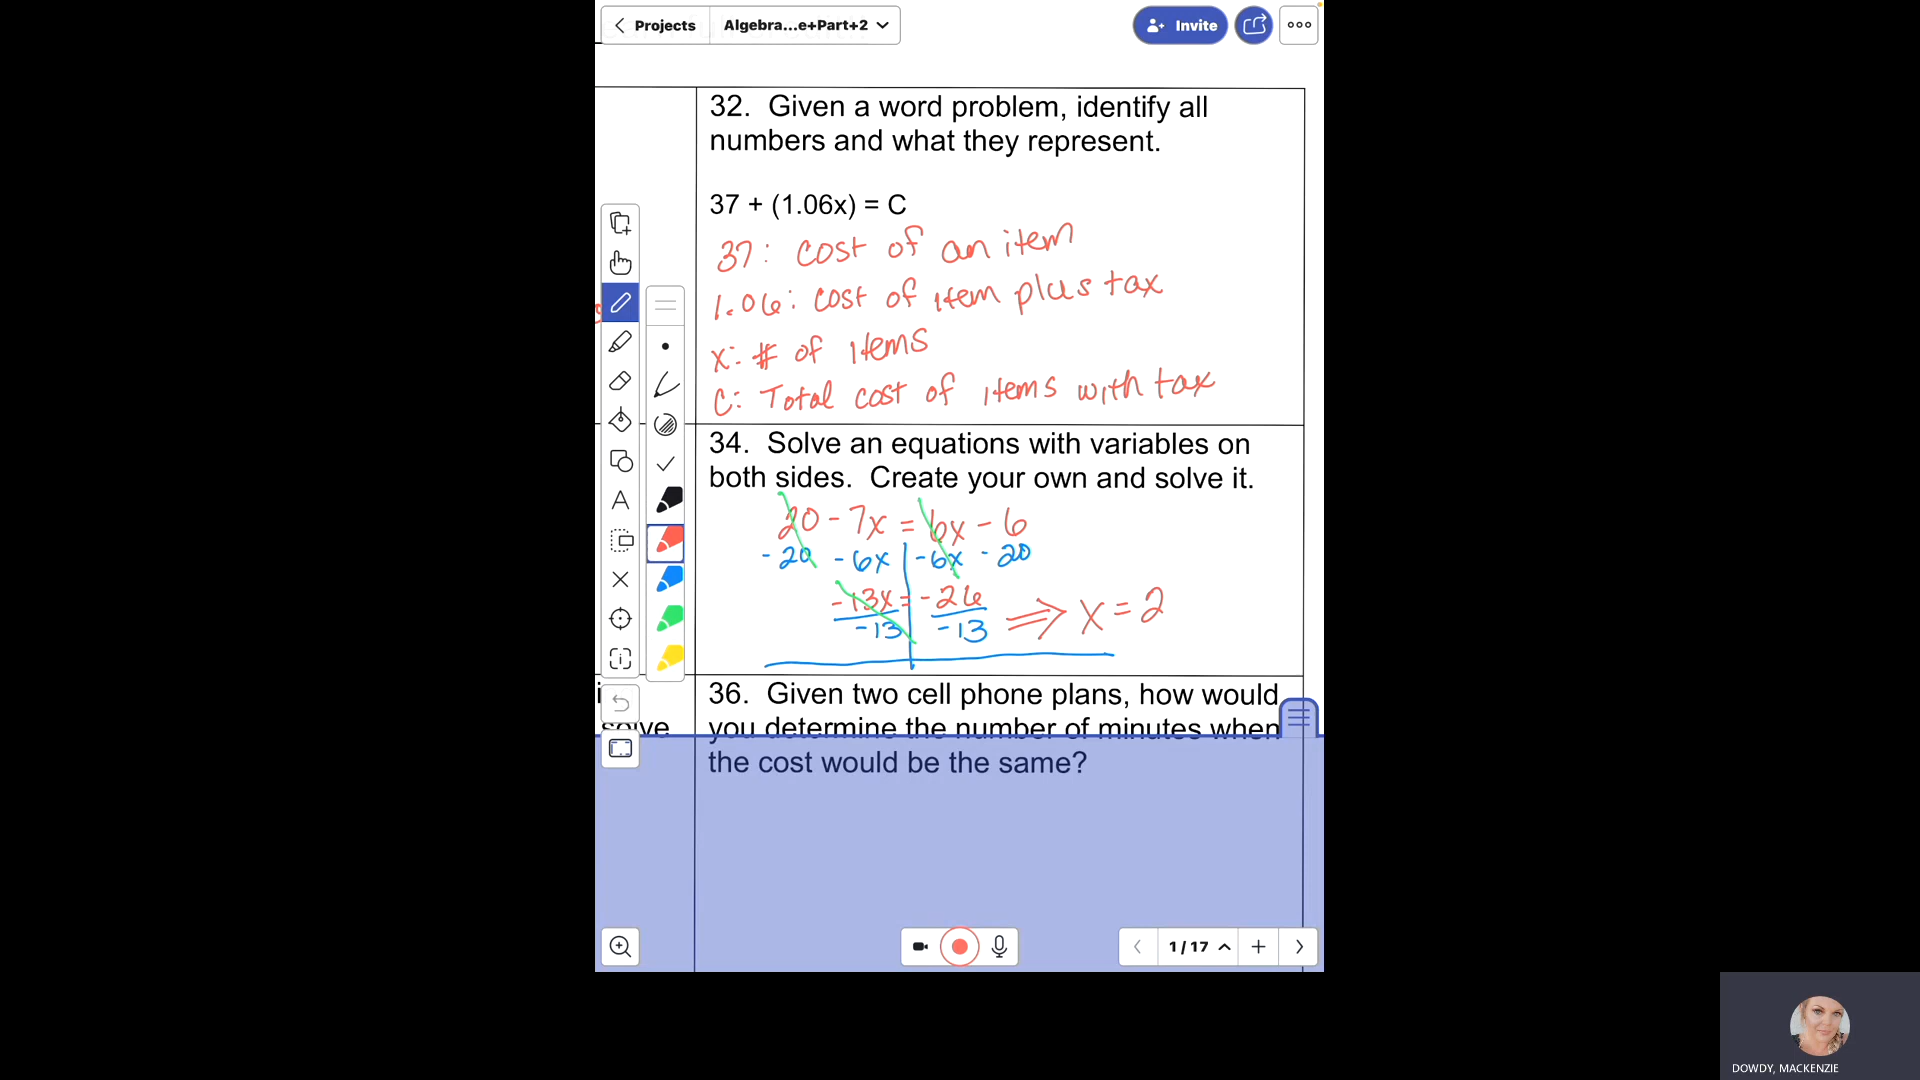 Projects
Algebra...e+Part+2
Invite
32. Given a word problem, identify all
numbers and what they represent.
37 + (1.06x) = C
37: cost of an item
1.06: cost of item plus tax
x: # of items
C: Total cost of items with tax
34. Solve an equations with variables on
both sides. Create your own and solve it.
20 - 7x = 6x - 6
- 20 - 6x - 6x - 20
-13x = -26 ⇒ x = 2
-13 -13
36. Given two cell phone plans, how would
solve
you determine the number of minutes when
the cost would be the same?
1 / 17
DOWDY, MACKENZIE